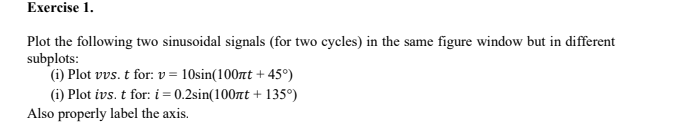 Exercise 1.
Plot the following two sinusoidal signals (for two cycles) in the same figure window but in different
subplots:
(i) Plot vvs. t for: v = 10sin(100πt + 45°)
(i) Plot ivs. t for: i = 0.2sin(100πt + 135°)
Also properly label the axis.